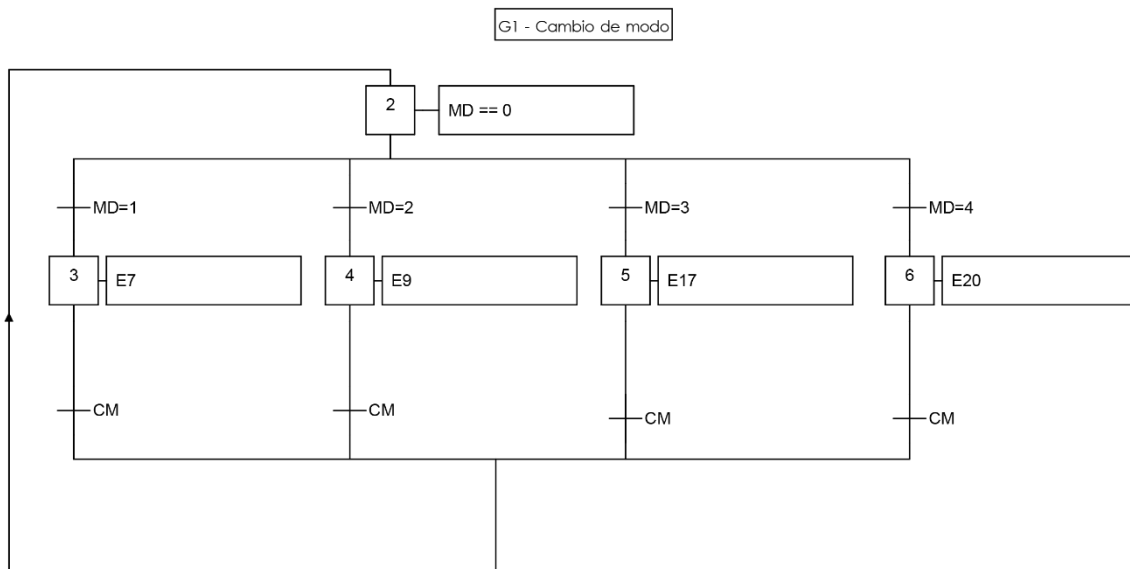 G1 - Cambio de modo
2
MD == 0
MD=1
MD=2
MD=3
MD=4
3
E7
4
E9
5
E17
6
E20
CM
CM
CM
CM